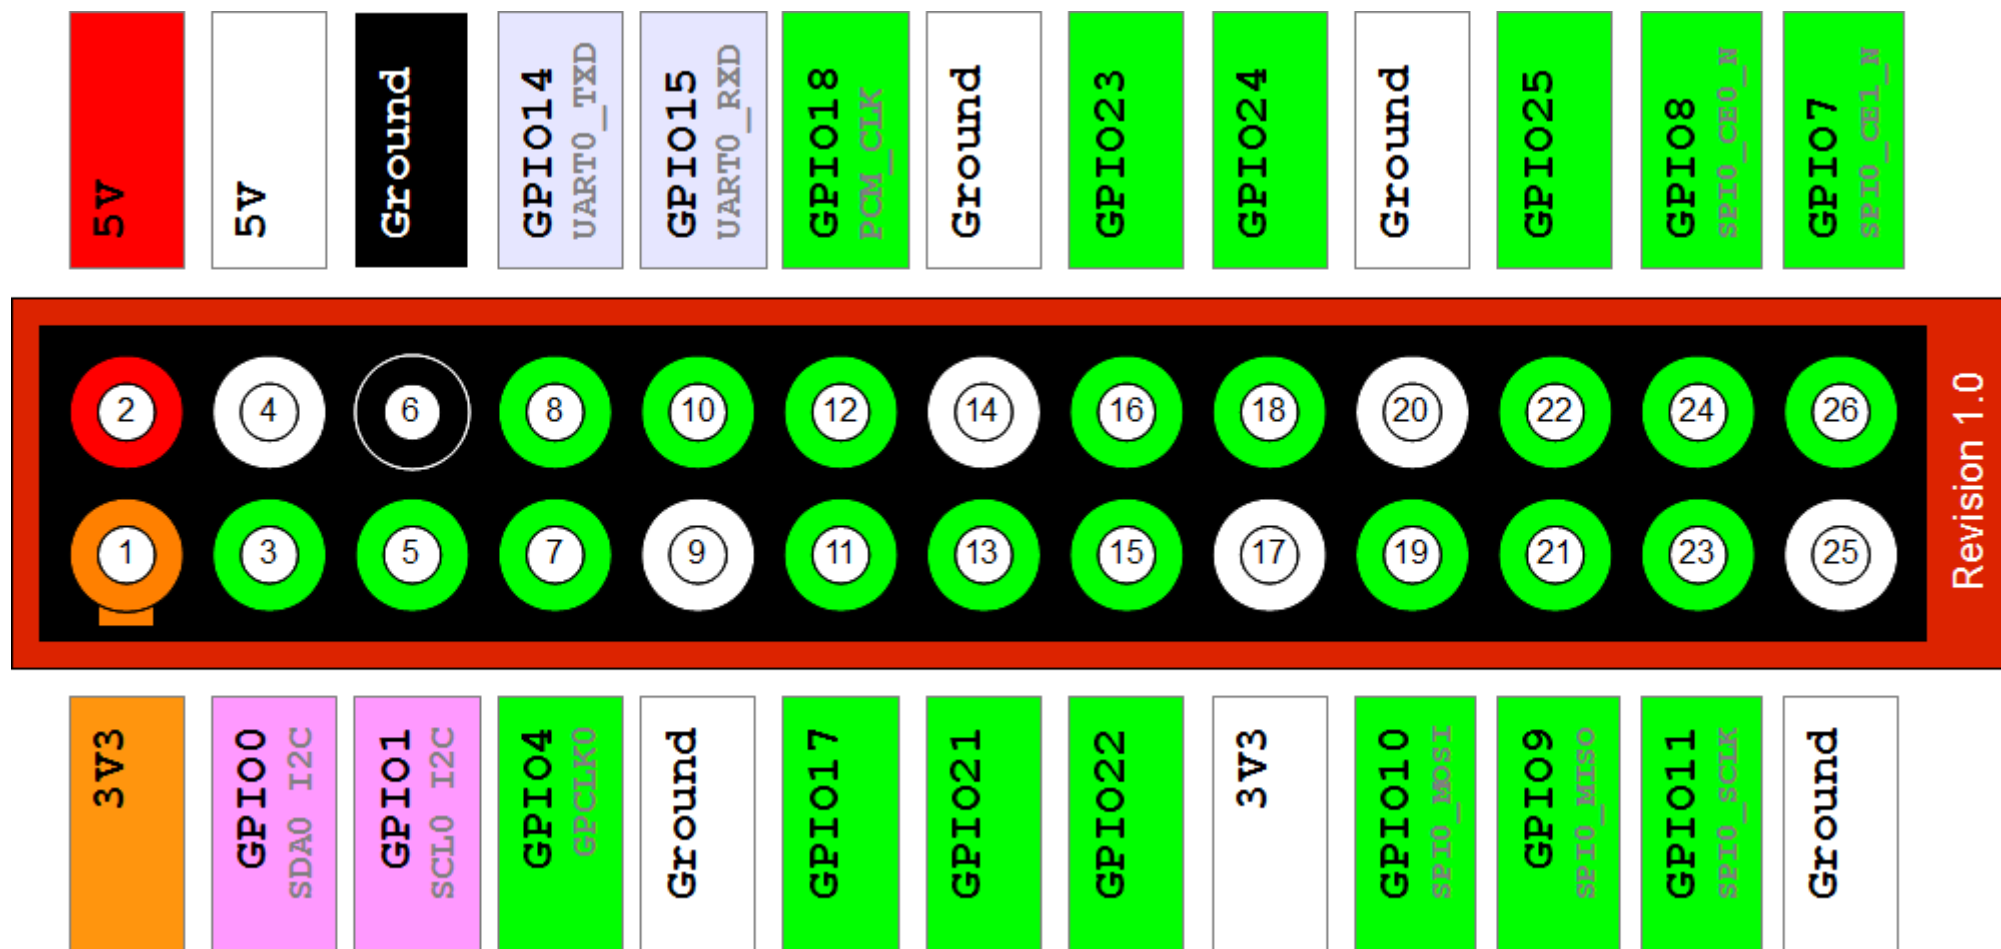 5V
5V
Ground
GPIO14
UART0_TXD
GPIO15
UART0_RXD
GPIO18
PCM_CLK
Ground
GPIO23
GPIO24
Ground
GPIO25
GPIO8
SPI0_CE0_N
GPIO7
SPI0_CE1_N
2
4
6
8
10
12
14
16
18
20
22
24
26
1
3
5
7
9
11
13
15
17
19
21
23
25
Revision 1.0
3V3
GPIO0
SDA0 I2C
GPIO1
SCL0 I2C
GPIO4
GPCLK0
Ground
GPIO17
GPIO21
GPIO22
3V3
GPIO10
SPI0_MOSI
GPIO9
SPI0_MISO
GPIO11
SPI0_SCLK
Ground